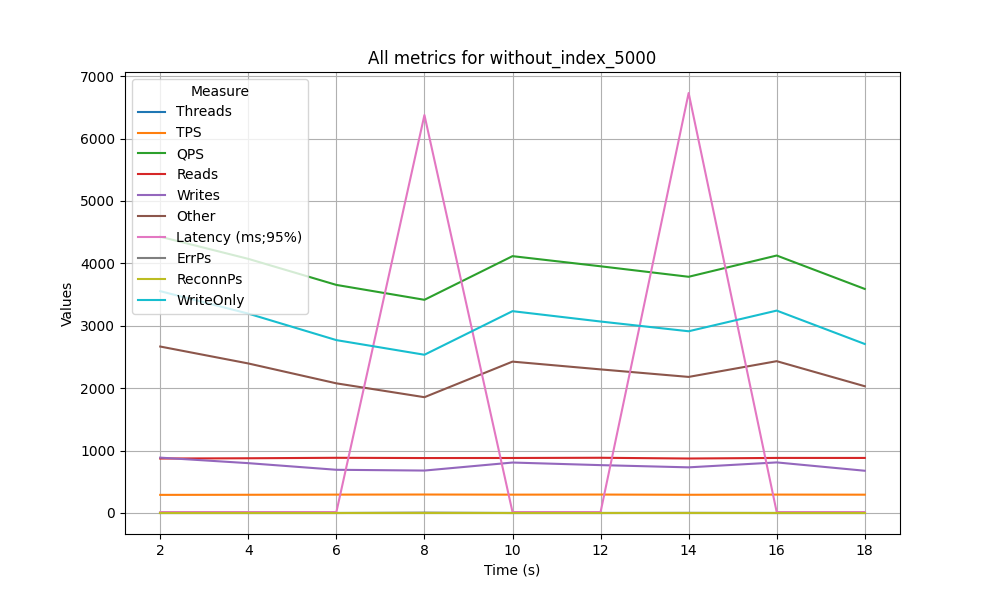 All metrics for without_index_5000
Values
7000
6000
5000
4000
3000
2000
1000
0
Measure
Threads
TPS
QPS
Reads
Writes
Other
Latency (ms;95%)
ErrPs
ReconnPs
WriteOnly
2 4 6 8 10 12 14 16 18
Time (s)